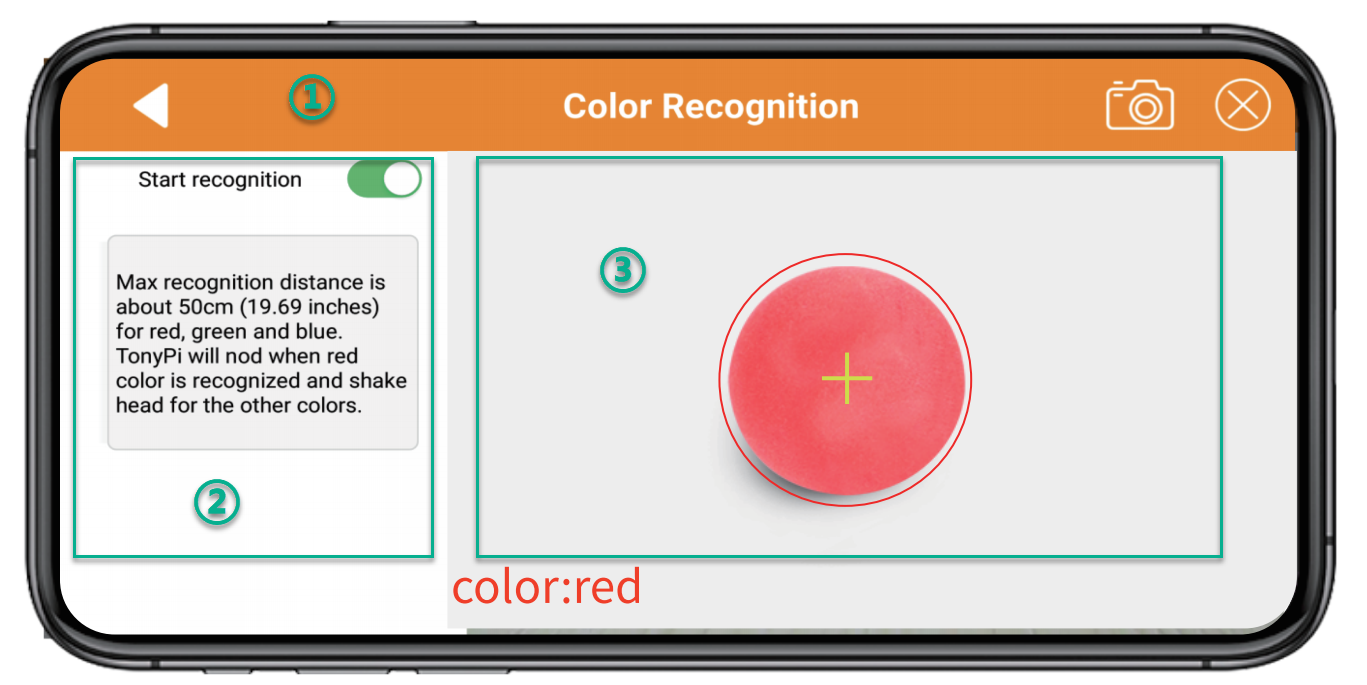 ①
Color Recognition
②
Start recognition
Max recognition distance is
about 50cm (19.69 inches)
for red, green and blue.
TonyPi will nod when red
color is recognized and shake
head for the other colors.
③
color:red